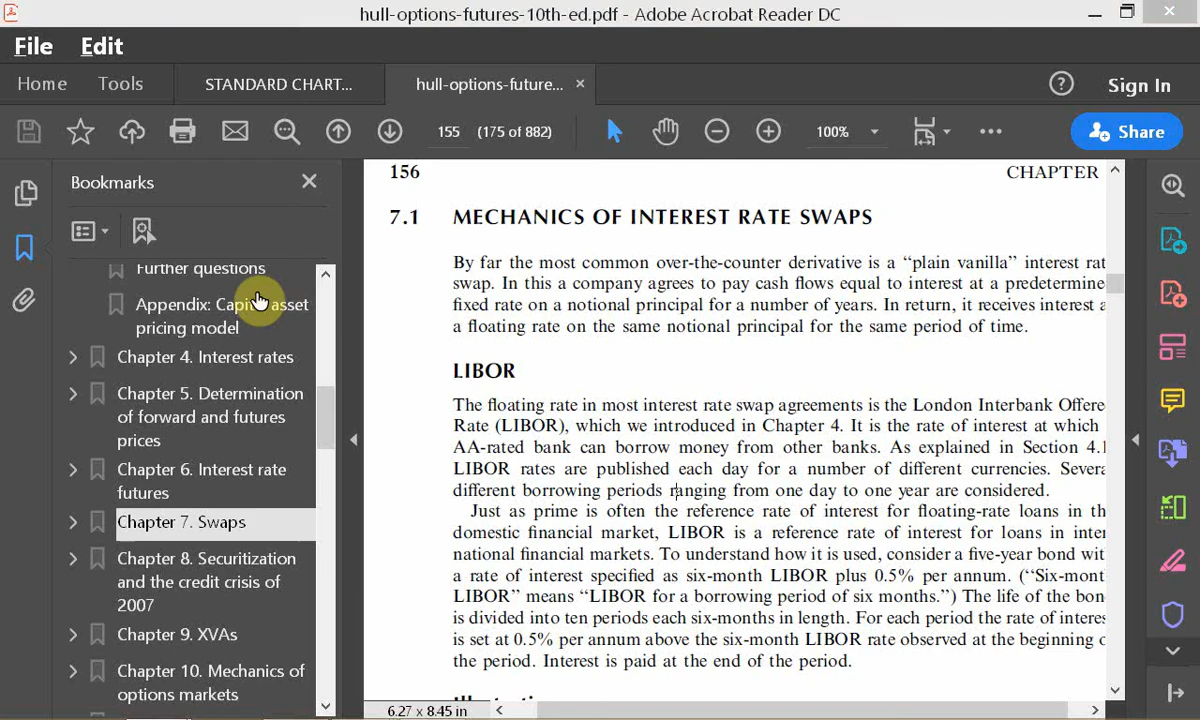 hull-options-futures-10th-ed.pdf - Adobe Acrobat Reader DC
File Edit
Home Tools STANDARD CHART... hull-options-future... × Sign In
155 (175 of 882) 100% Share
Bookmarks
Further questions
Appendix: Capital asset
pricing model
Chapter 4. Interest rates
Chapter 5. Determination
of forward and futures
prices
Chapter 6. Interest rate
futures
Chapter 7. Swaps
Chapter 8. Securitization
and the credit crisis of
2007
Chapter 9. XVAs
Chapter 10. Mechanics of
options markets
156 CHAPTER
7.1 MECHANICS OF INTEREST RATE SWAPS
By far the most common over-the-counter derivative is a “plain vanilla” interest rat
swap. In this a company agrees to pay cash flows equal to interest at a predetermine
fixed rate on a notional principal for a number of years. In return, it receives interest a
a floating rate on the same notional principal for the same period of time.
LIBOR
The floating rate in most interest rate swap agreements is the London Interbank Offere
Rate (LIBOR), which we introduced in Chapter 4. It is the rate of interest at which
AA-rated bank can borrow money from other banks. As explained in Section 4.1
LIBOR rates are published each day for a number of different currencies. Severa
different borrowing periods ranging from one day to one year are considered.
Just as prime is often the reference rate of interest for floating-rate loans in th
domestic financial market, LIBOR is a reference rate of interest for loans in inter
national financial markets. To understand how it is used, consider a five-year bond wit
a rate of interest specified as six-month LIBOR plus 0.5% per annum. (“Six-mont
LIBOR” means “LIBOR for a borrowing period of six months.”) The life of the bon
is divided into ten periods each six-months in length. For each period the rate of interes
is set at 0.5% per annum above the six-month LIBOR rate observed at the beginning o
the period. Interest is paid at the end of the period.
6.27 x 8.45 in